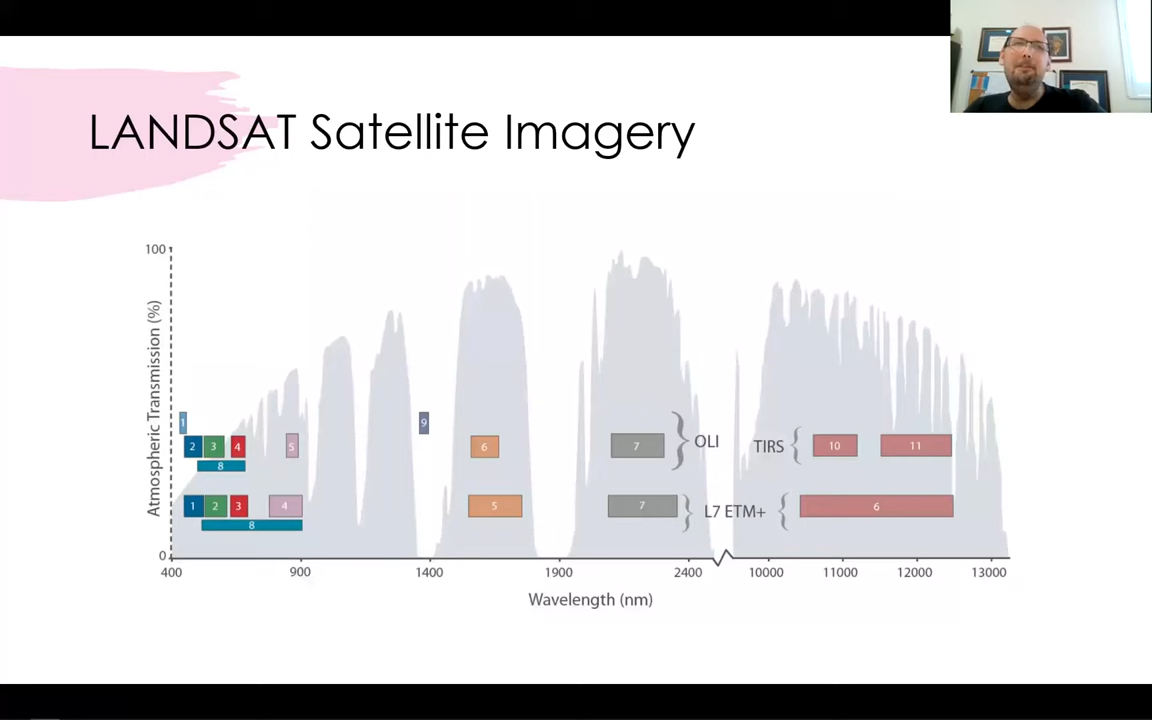 LANDSAT Satellite Imagery
100
Atmospheric Transmission (%)
1
9
2 3 4 5 6 7 OLI TIRS 10 11
8
1 2 3 4 5 7 L7 ETM+ 6
8
0
400 900 1400 1900 2400 10000 11000 12000 13000
Wavelength (nm)